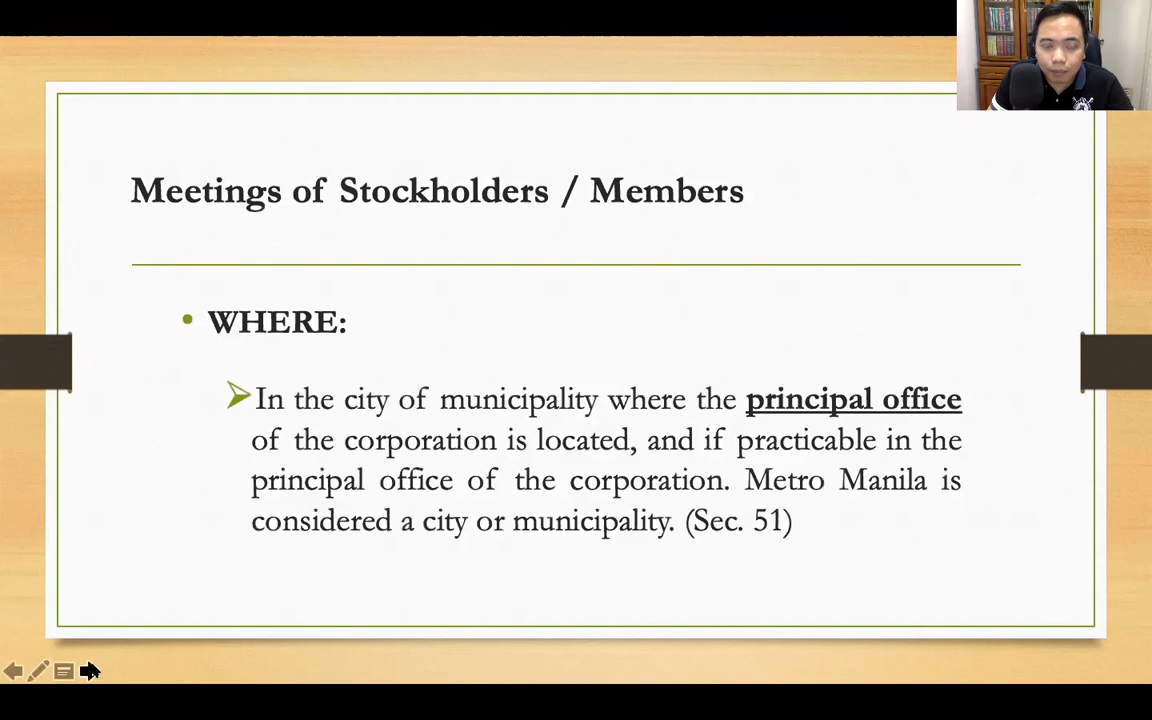 Meetings of Stockholders / Members
• WHERE:
In the city of municipality where the principal office
of the corporation is located, and if practicable in the
principal office of the corporation. Metro Manila is
considered a city or municipality. (Sec. 51)